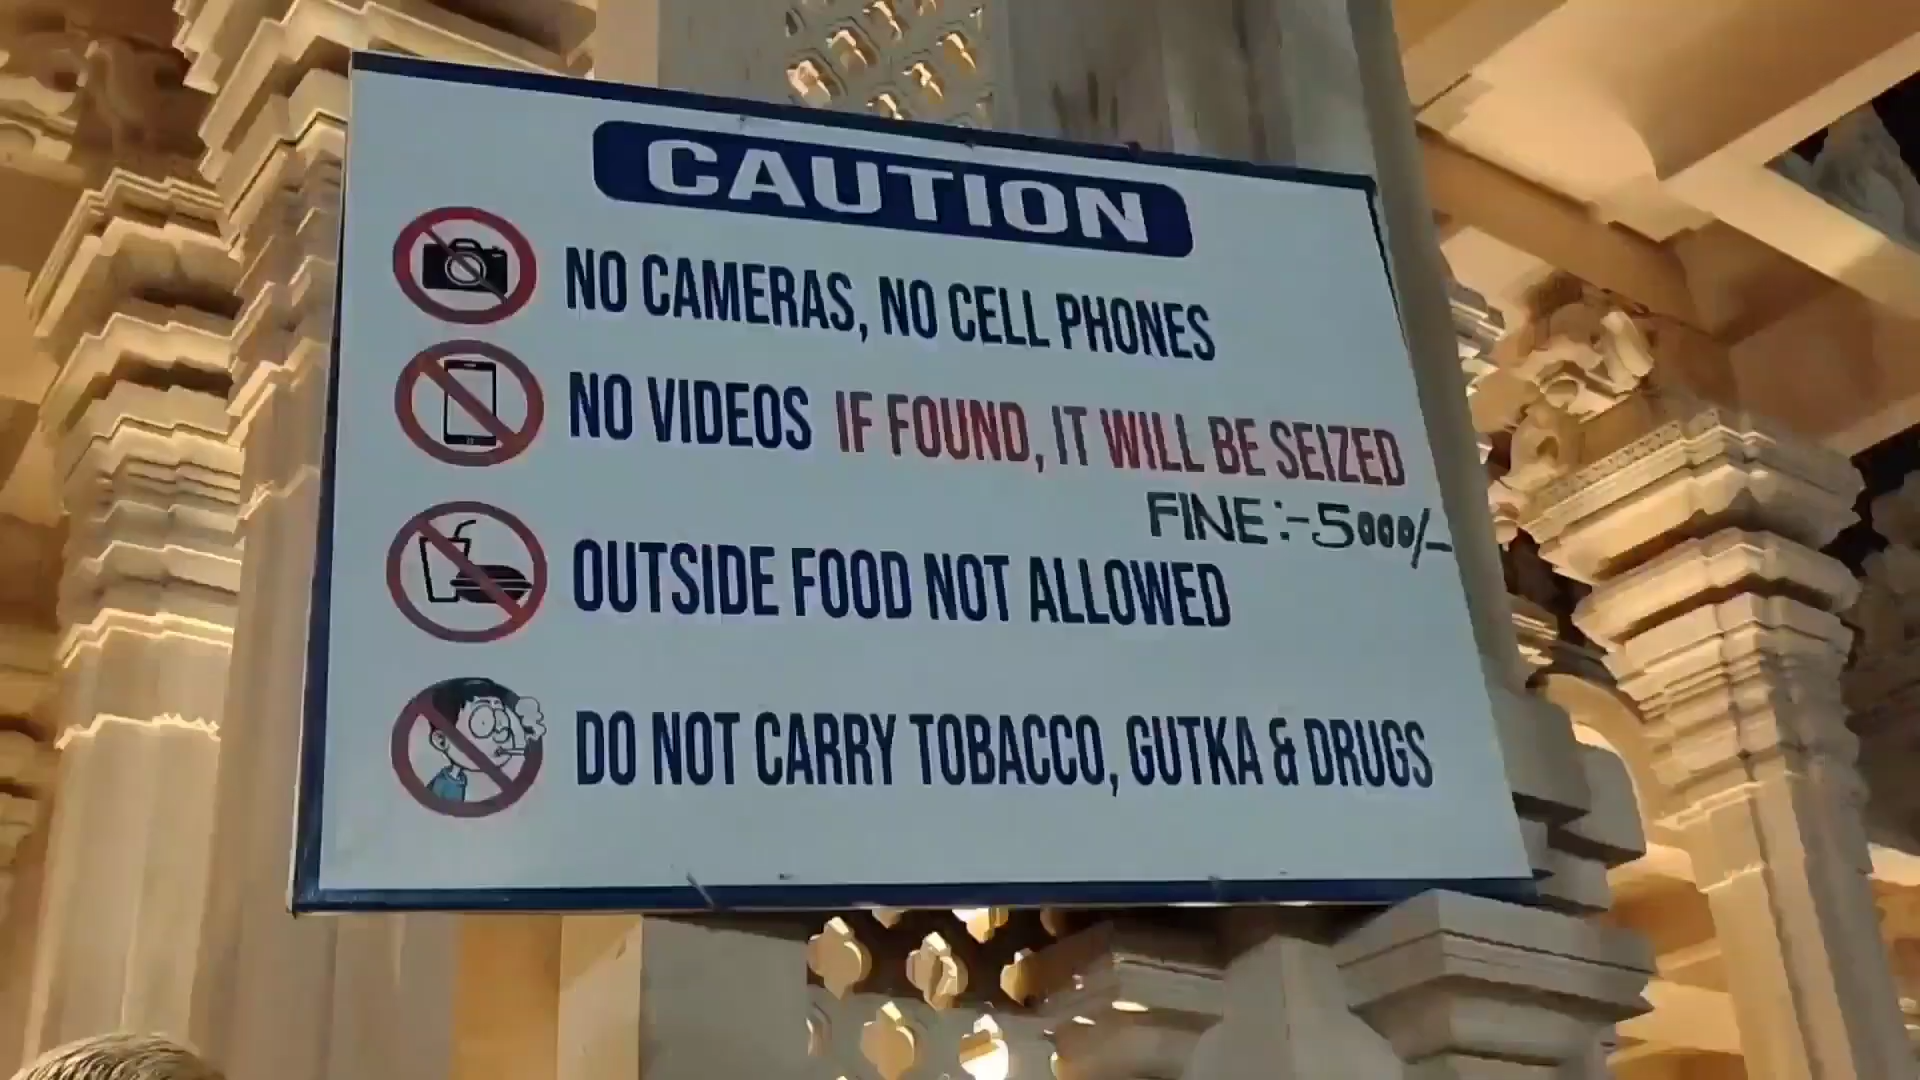 CAUTION
NO CAMERAS, NO CELL PHONES
NO VIDEOS IF FOUND, IT WILL BE SEIZED
FINE:-5000/-
OUTSIDE FOOD NOT ALLOWED
DO NOT CARRY TOBACCO, GUTKA & DRUGS